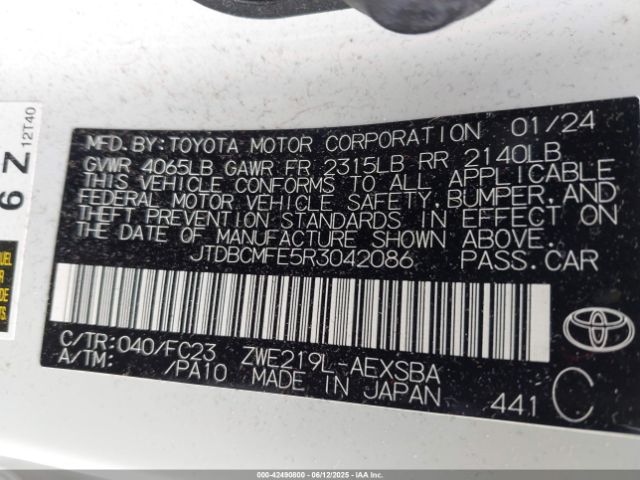 MFD. BY: TOYOTA MOTOR CORPORATION 01/24
GVWR 4065LB GAWR FR 2315LB RR 2140LB
THIS VEHICLE CONFORMS TO ALL APPLICABLE
FEDERAL MOTOR VEHICLE SAFETY, BUMPER, AND
THEFT PREVENTION STANDARDS IN EFFECT ON
THE DATE OF MANUFACTURE SHOWN ABOVE.
JTDBCMFE5R3042086 PASS. CAR
C/TR: 040/FC23 ZWE219L-AEXSBA
A/TM: /PA10 MADE IN JAPAN 441 C
TOYOTA
6 Z
12T40
000-42490800 - 06/12/2025 - IAAI.COM